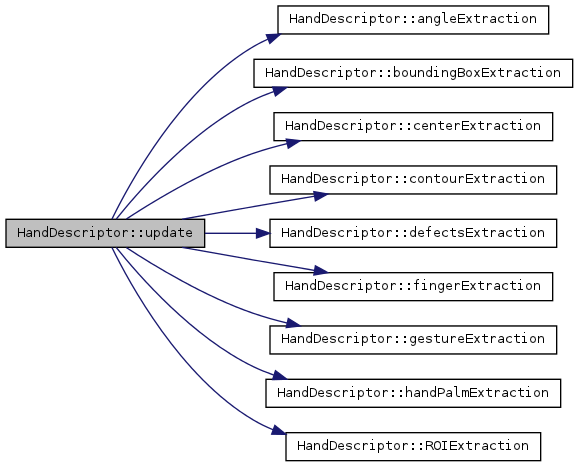 HandDescriptor::angleExtraction
HandDescriptor::boundingBoxExtraction
HandDescriptor::centerExtraction
HandDescriptor::contourExtraction
HandDescriptor::update
HandDescriptor::defectsExtraction
HandDescriptor::fingerExtraction
HandDescriptor::gestureExtraction
HandDescriptor::handPalmExtraction
HandDescriptor::ROIExtraction